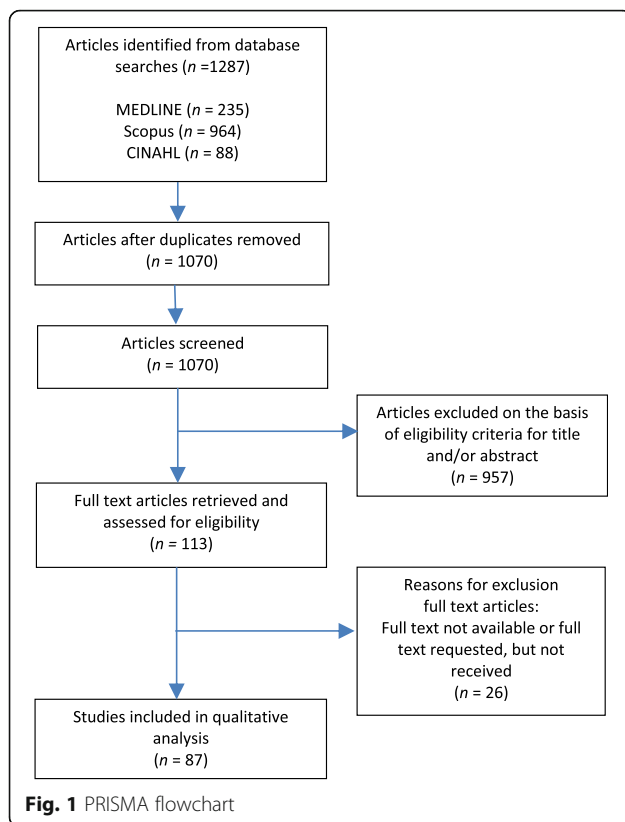 Articles identified from database
searches (n =1287)
MEDLINE (n = 235)
Scopus (n = 964)
CINAHL (n = 88)
Articles after duplicates removed
(n = 1070)
Articles screened
(n = 1070)
Articles excluded on the basis
of eligibility criteria for title
and/or abstract
(n = 957)
Full text articles retrieved and
assessed for eligibility
(n = 113)
Reasons for exclusion
full text articles:
Full text not available or full
text requested, but not
received
(n = 26)
Studies included in qualitative
analysis
(n = 87)
Fig. 1 PRISMA flowchart